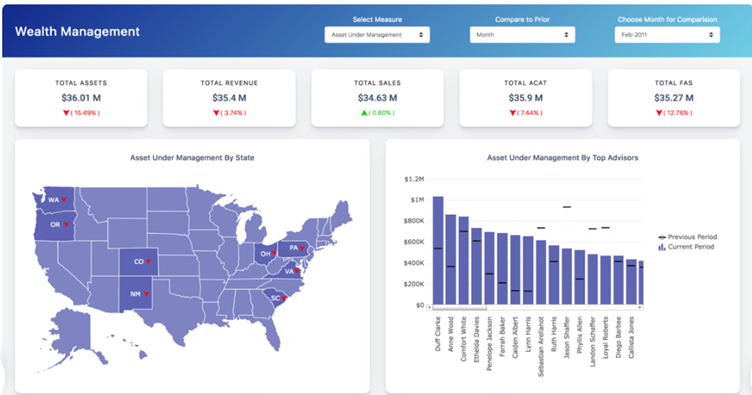 Wealth Management
Select Measure
Asset Under Management
Compare to Prior
Month
Choose Month for Comparision
Feb-2011
TOTAL ASSETS
$36.01 M
( 15.49%)
TOTAL REVENUE
$35.4 M
( 3.74%)
TOTAL SALES
$34.63 M
( 0.80%)
TOTAL ACAT
$35.9 M
( 7.44%)
TOTAL FAS
$35.27 M
( 12.76%)
Asset Under Management By State
WA
OR
CO
NM
OH
PA
VA
SC
Asset Under Management By Top Advisors
$1.2M
$1M
$800K
$600K
$400K
$200K
$0
Previous Period
Current Period
Duff Clarke
Anne Wood
Comfort White
Ethelda Davies
Penelope Jackson
Farrah Baker
Caiden Albert
Lynn Harris
Sebastian Arellanot
Ruth Harris
Jason Shaffer
Phyllis Allen
Landon Schaffer
Loyal Roberts
Diego Barbee
Callista Jones